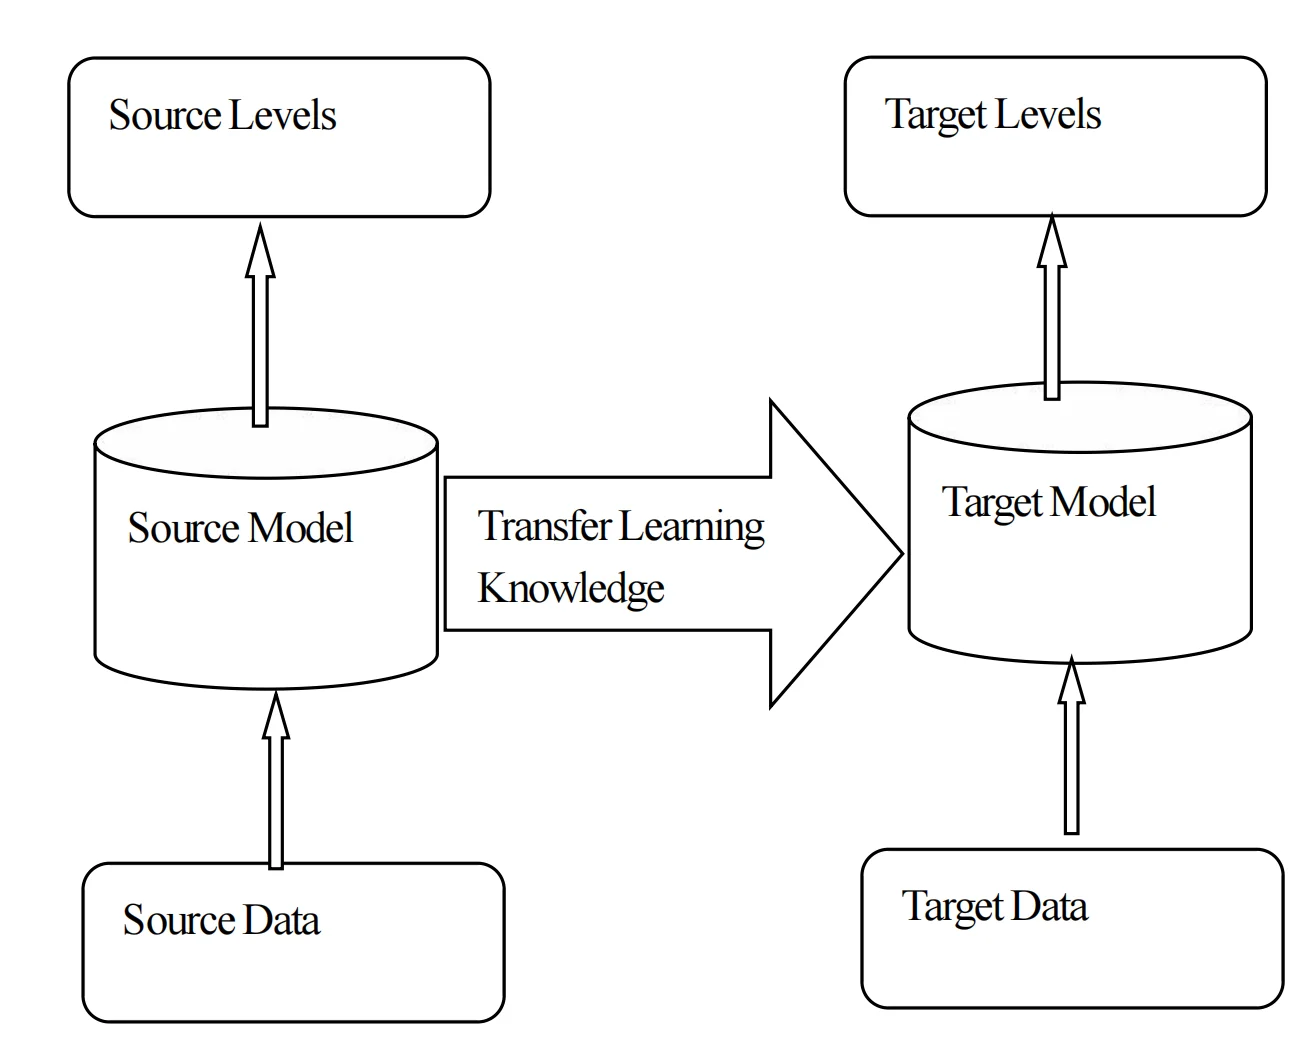 Source Levels
Target Levels
Source Model
Transfer Learning
Knowledge
Target Model
Source Data
Target Data